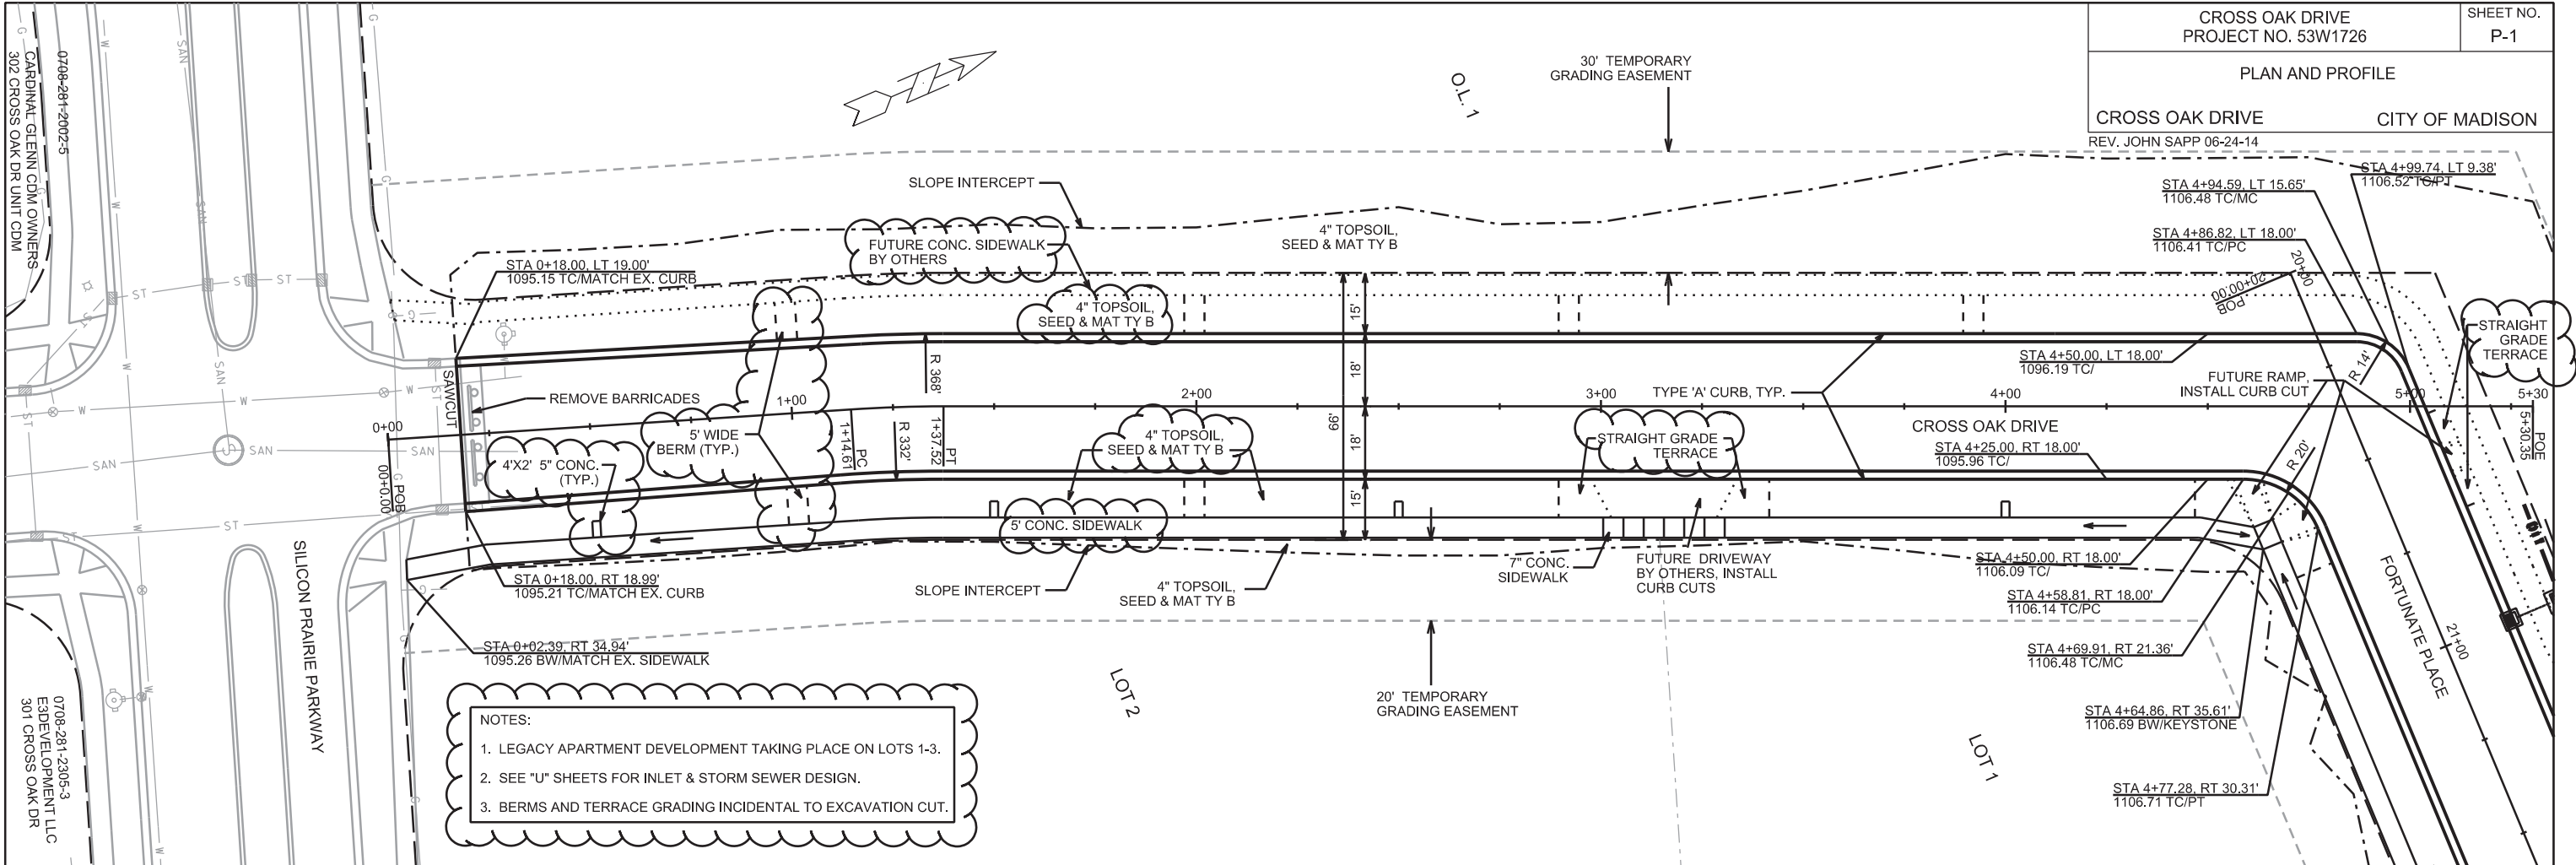 CROSS OAK DRIVE
PROJECT NO. 53W1726
SHEET NO.
P-1
PLAN AND PROFILE
CROSS OAK DRIVE
CITY OF MADISON
REV. JOHN SAPP 06-24-14
0708-281-2002-5
CARDINAL GLENN CDM OWNERS
302 CROSS OAK DR UNIT CDM
O.L. 1
30' TEMPORARY
GRADING EASEMENT
SLOPE INTERCEPT
FUTURE CONC. SIDEWALK
BY OTHERS
4" TOPSOIL,
SEED & MAT TY B
STA 4+99.74, LT 9.38'
1106.52 TC/PT
STA 4+94.59, LT 15.65'
1106.48 TC/MC
STA 4+86.82, LT 18.00'
1106.41 TC/PC
STA 0+18.00, LT 19.00'
1095.15 TC/MATCH EX. CURB
4" TOPSOIL,
SEED & MAT TY B
15'
18'
66'
18'
15'
20+00
20+00.00
POB
STRAIGHT
GRADE
TERRACE
STA 4+50.00, LT 18.00'
1096.19 TC/
R 14'
FUTURE RAMP,
INSTALL CURB CUT
TYPE 'A' CURB, TYP.
R 368'
SAWCUT
REMOVE BARRICADES
0+00
1+00
2+00
3+00
4+00
5+00
5+30
POE
5+30.35
POB
00+0.00
PC
1+14.61
R 332'
PT
1+37.52
5' WIDE
BERM (TYP.)
4'X2' 5" CONC.
(TYP.)
4" TOPSOIL,
SEED & MAT TY B
STRAIGHT GRADE
TERRACE
CROSS OAK DRIVE
STA 4+25.00, RT 18.00'
1095.96 TC/
R 20'
5' CONC. SIDEWALK
STA 0+18.00, RT 18.99'
1095.21 TC/MATCH EX. CURB
SLOPE INTERCEPT
4" TOPSOIL,
SEED & MAT TY B
7" CONC.
SIDEWALK
FUTURE DRIVEWAY
BY OTHERS, INSTALL
CURB CUTS
STA 4+50.00, RT 18.00'
1106.09 TC/
STA 4+58.81, RT 18.00'
1106.14 TC/PC
STA 4+69.91, RT 21.36'
1106.48 TC/MC
STA 4+64.86, RT 35.61'
1106.69 BW/KEYSTONE
STA 4+77.28, RT 30.31'
1106.71 TC/PT
FORTUNATE PLACE
21+00
SILICON PRAIRIE PARKWAY
STA 0+02.39, RT 34.94'
1095.26 BW/MATCH EX. SIDEWALK
LOT 2
20' TEMPORARY
GRADING EASEMENT
LOT 1
0708-281-2305-3
E3DEVELOPMENT LLC
301 CROSS OAK DR
NOTES:
1. LEGACY APARTMENT DEVELOPMENT TAKING PLACE ON LOTS 1-3.
2. SEE "U" SHEETS FOR INLET & STORM SEWER DESIGN.
3. BERMS AND TERRACE GRADING INCIDENTAL TO EXCAVATION CUT.
G
W
SAN
ST
ST
ST
SAN
W
W
W
SAN
S
SAN
SAN
ST
ST
G
W
W